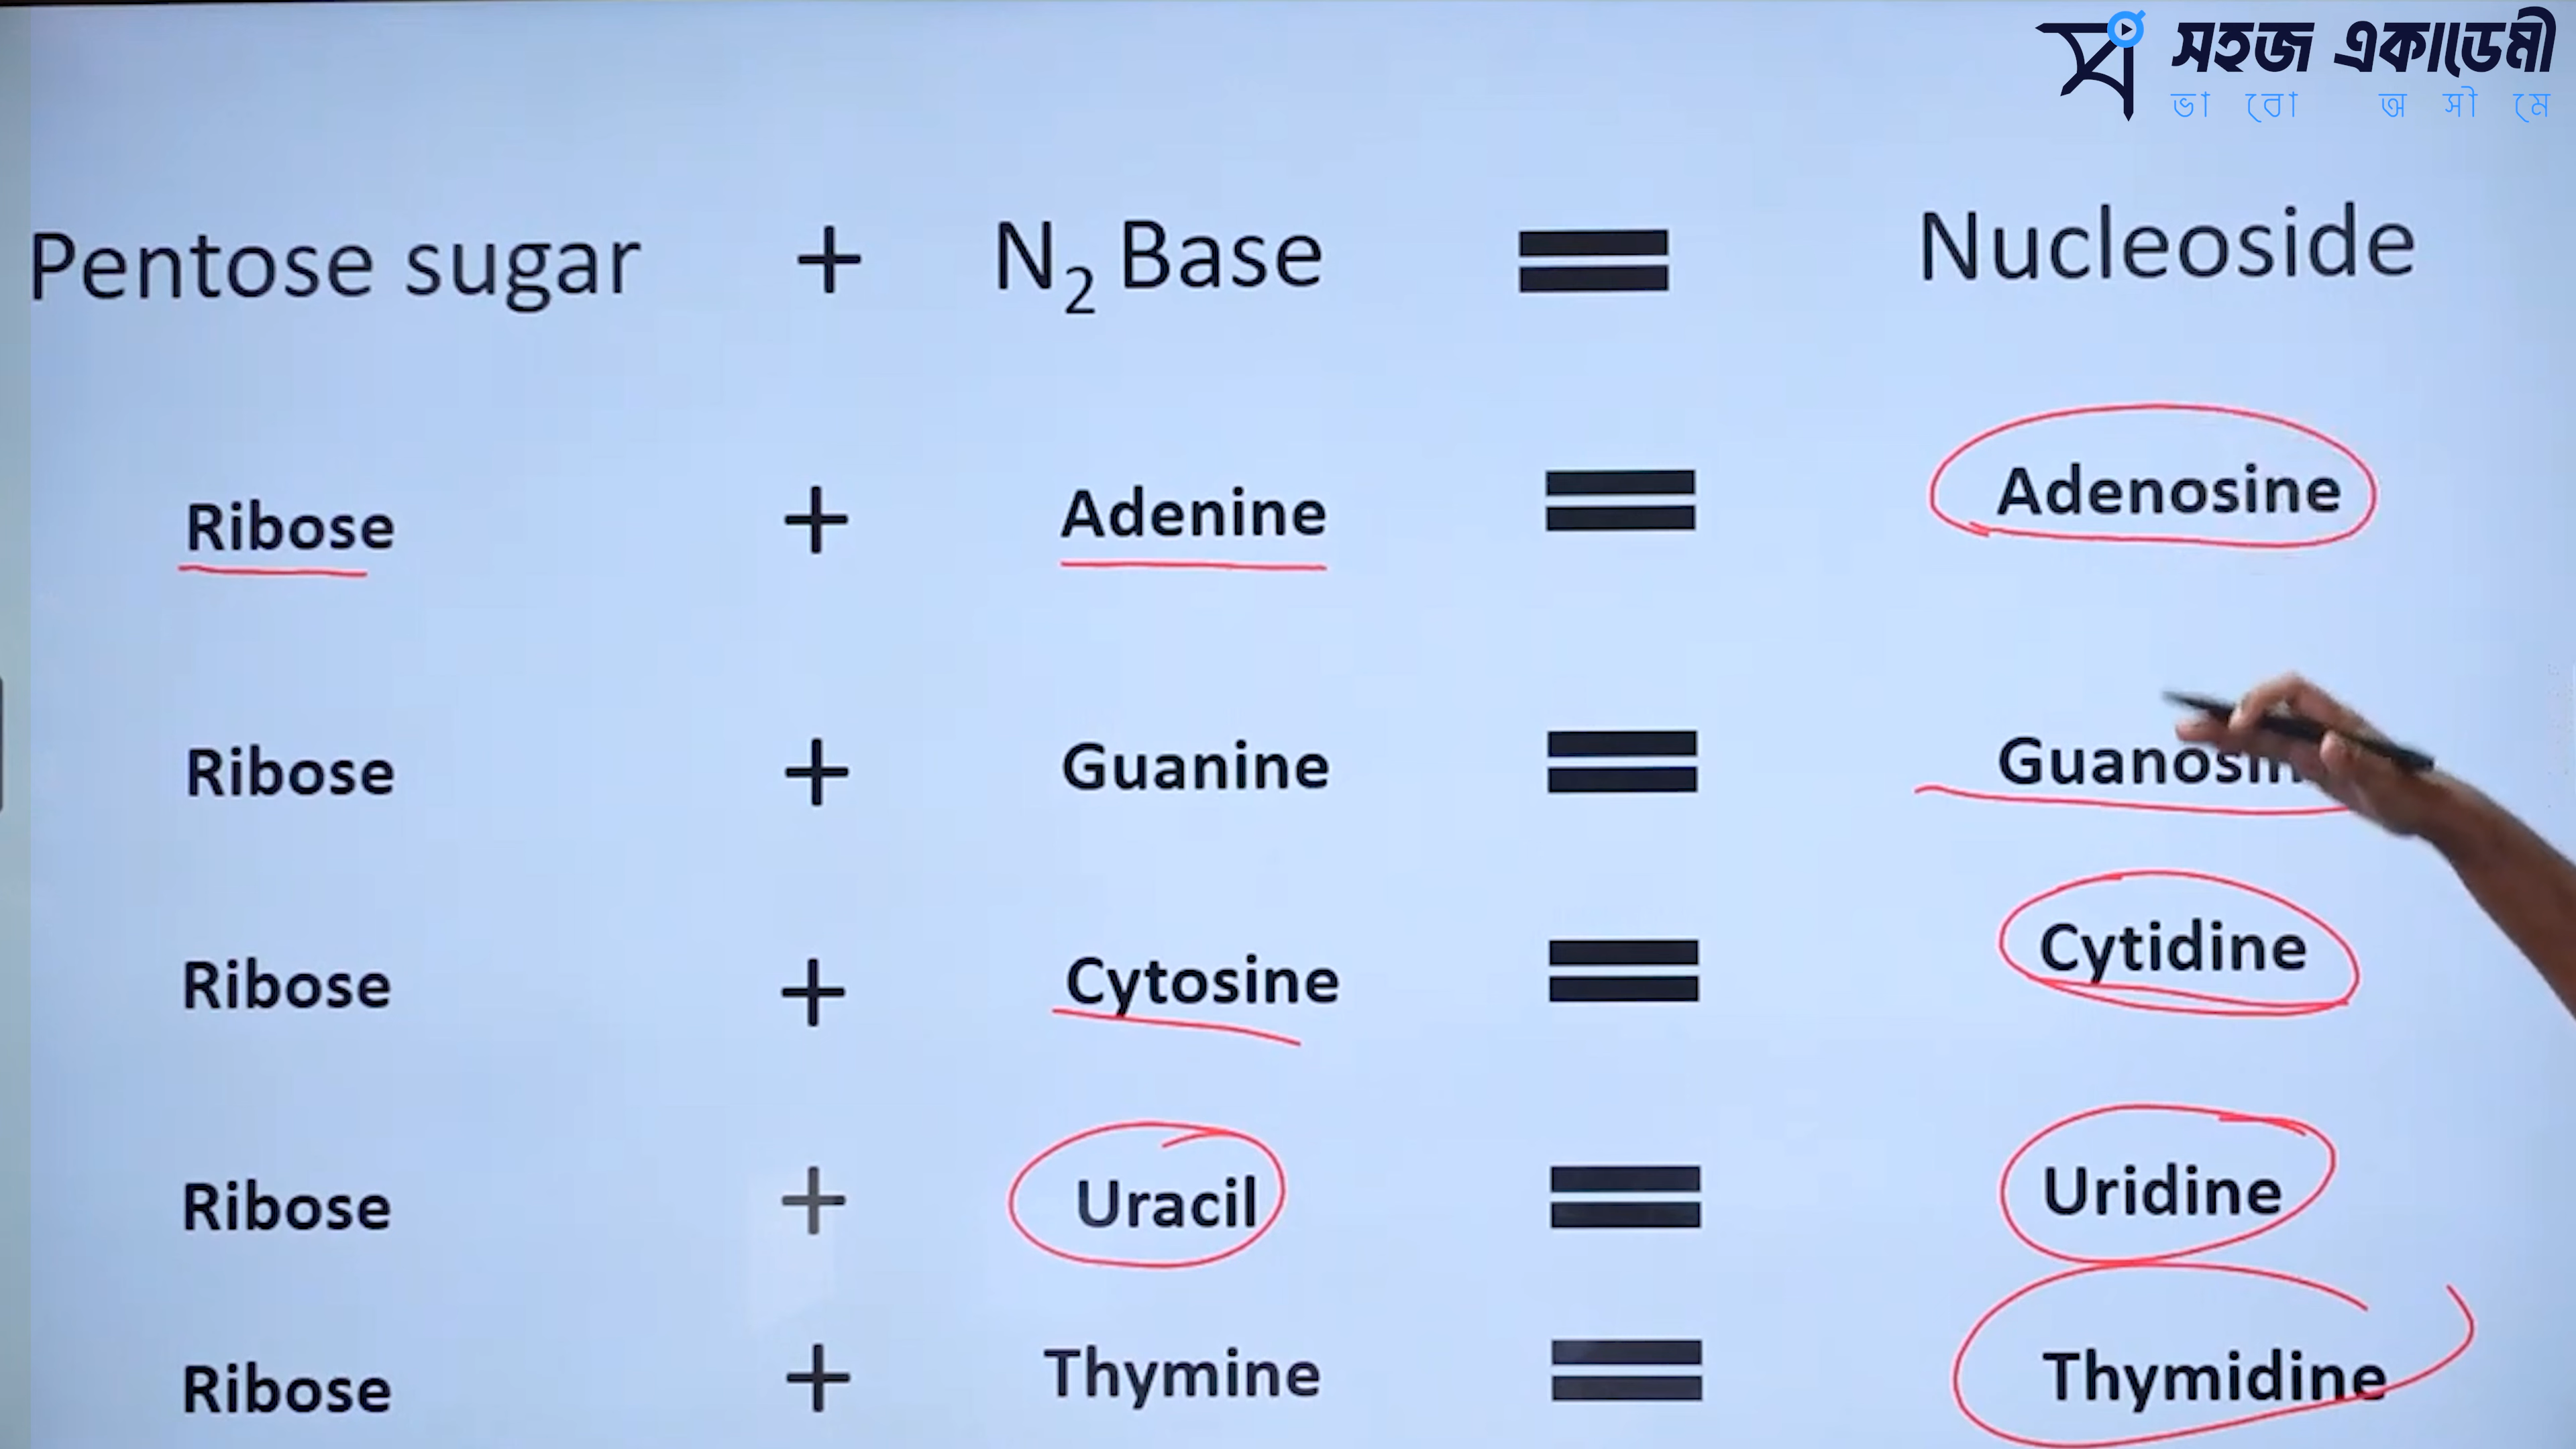 সহজ একাডেমী
ভাবো অসীমে
Pentose sugar + N₂ Base = Nucleoside
Ribose + Adenine = Adenosine
Ribose + Guanine =
Ribose + Cytosine = Cytidine
Ribose + Uracil = Uridine
Ribose + Thymine = Thymidine